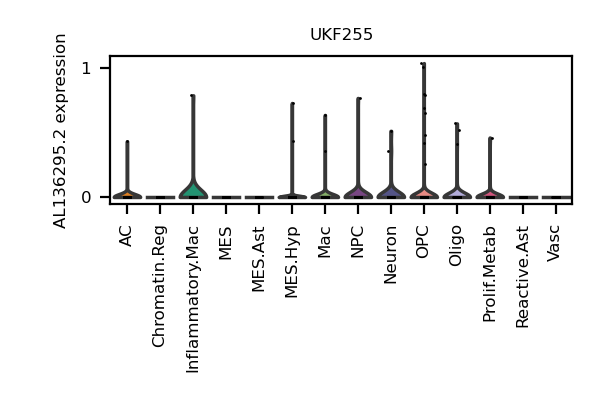 UKF255
AL136295.2 expression
1
0
AC
Chromatin.Reg
Inflammatory.Mac
MES
MES.Ast
MES.Hyp
Mac
NPC
Neuron
OPC
Oligo
Prolif.Metab
Reactive.Ast
Vasc